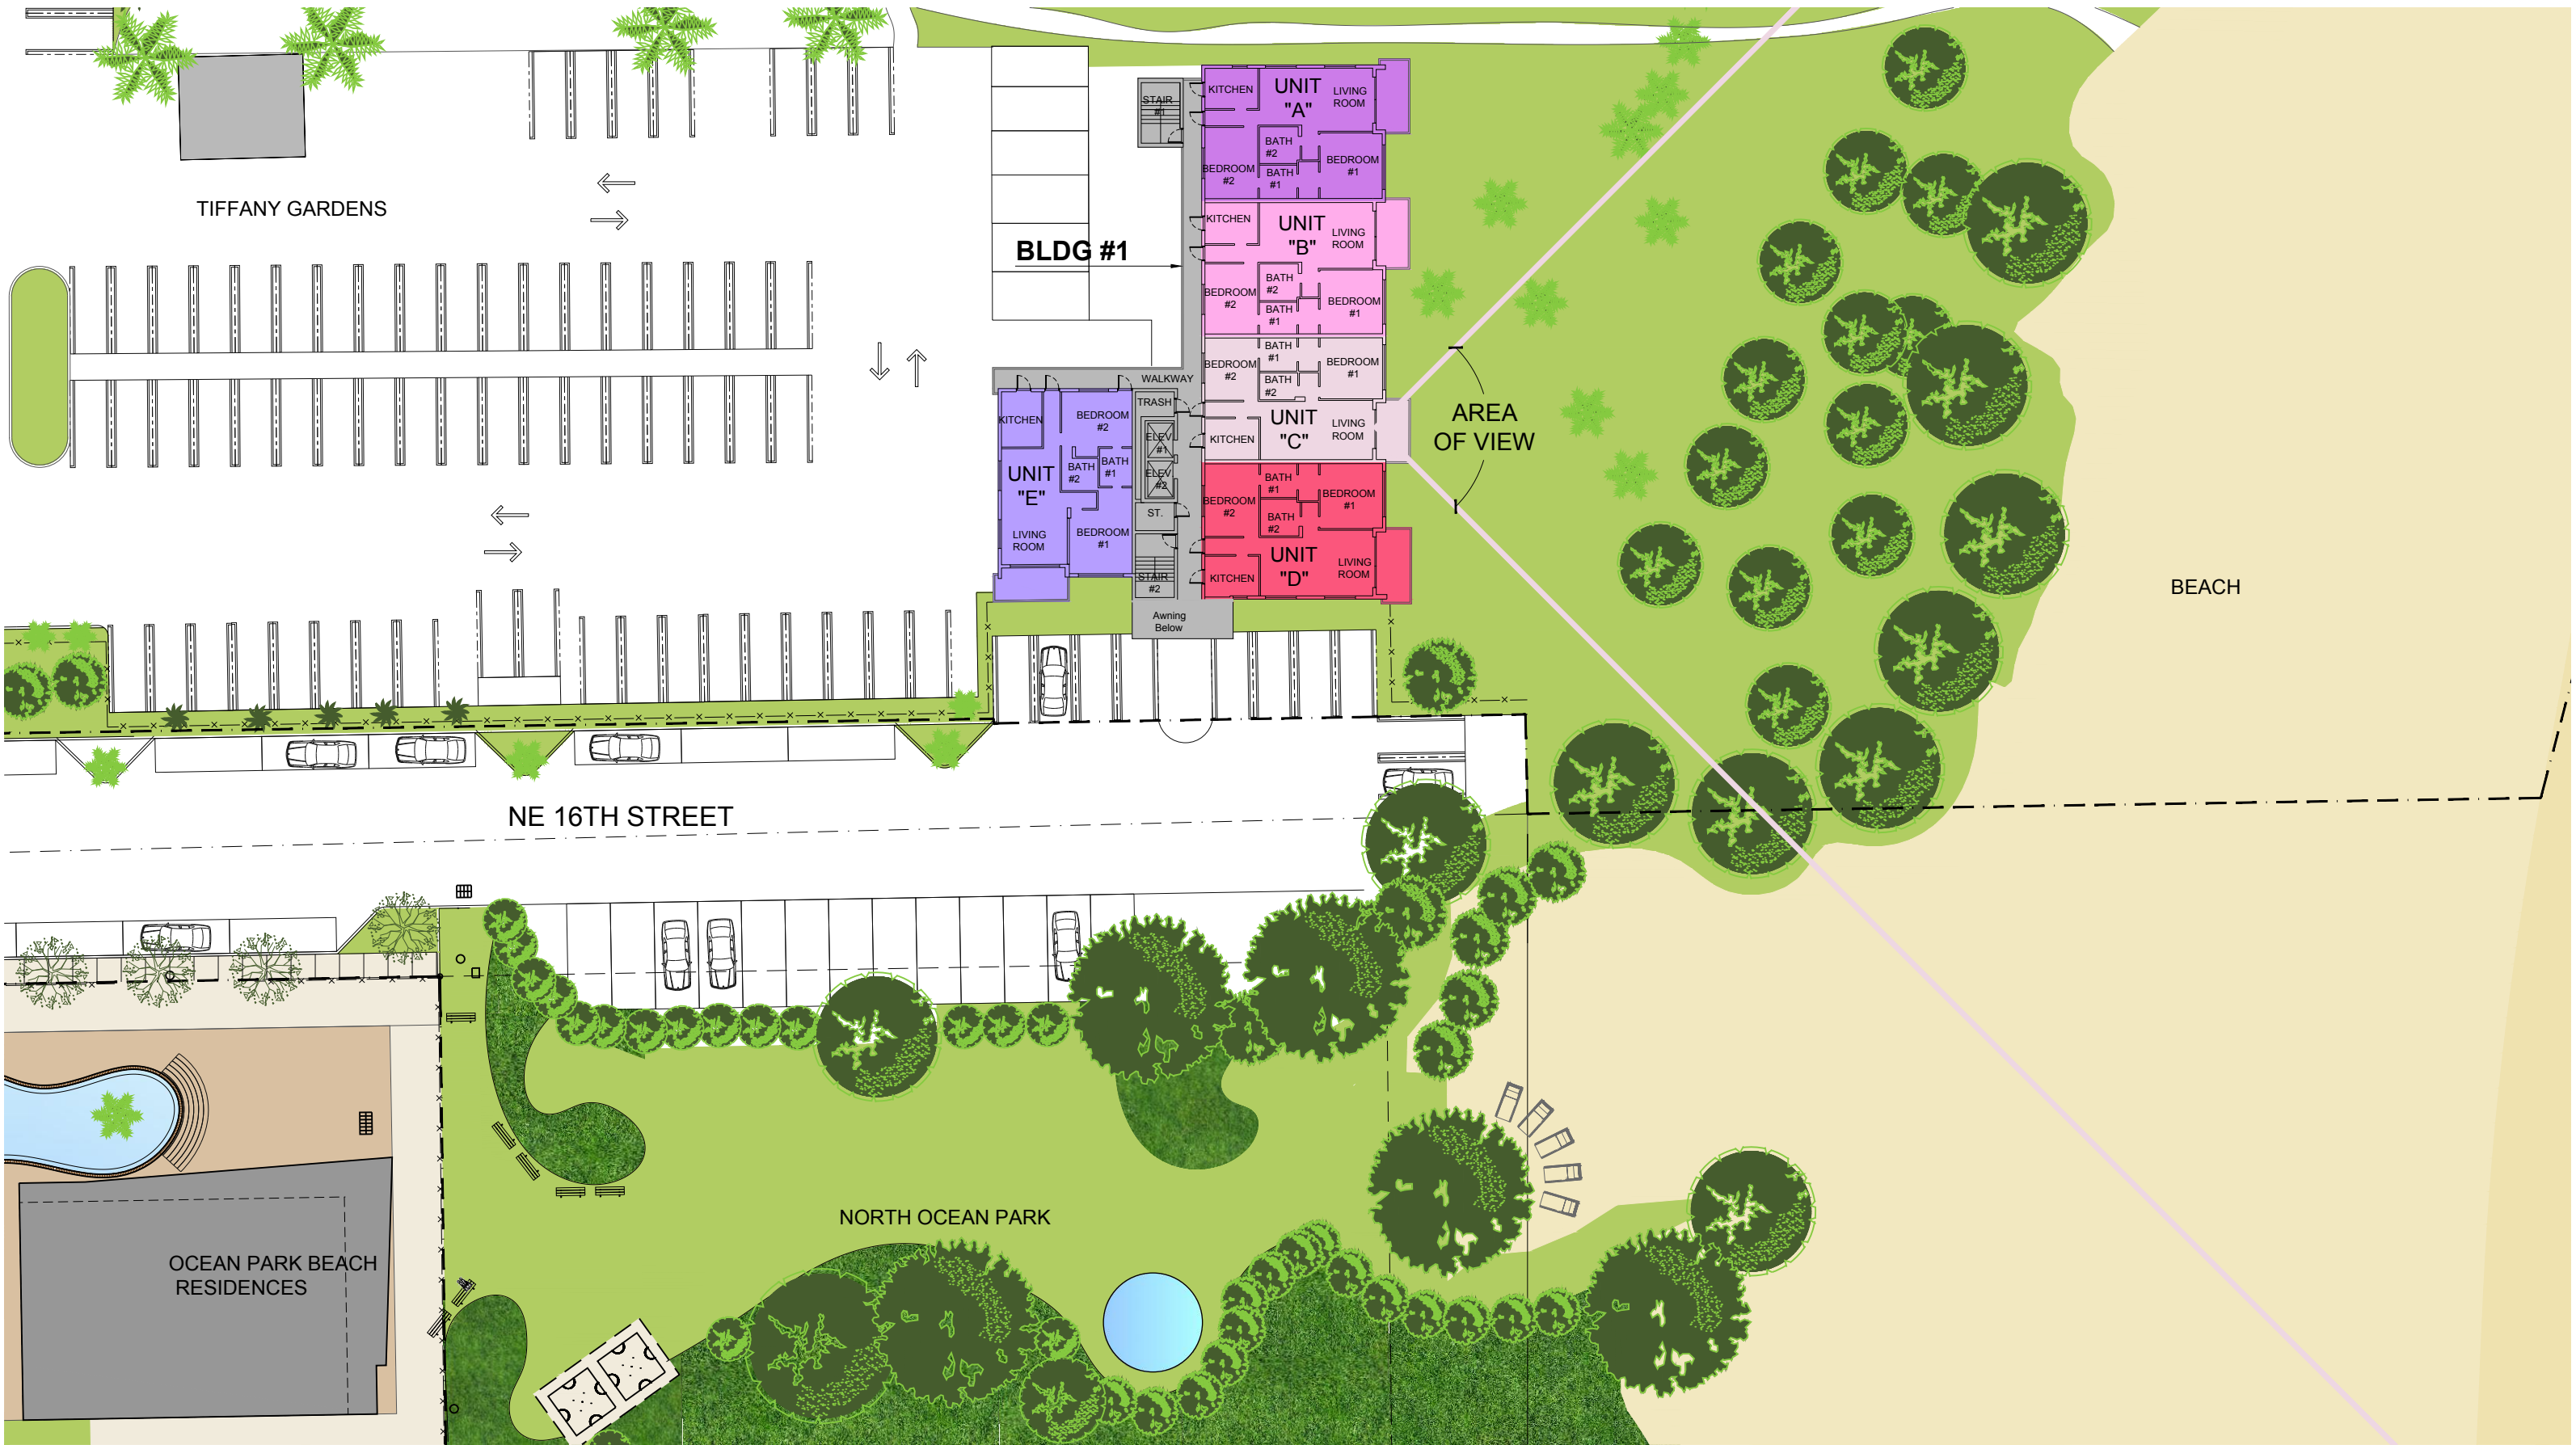 TIFFANY GARDENS
BLDG #1
STAIR
#1
KITCHEN
UNIT
"A"
LIVING
ROOM
BATH
#2
BEDROOM
#2
BATH
#1
BEDROOM
#1
KITCHEN
UNIT
"B"
LIVING
ROOM
BATH
#2
BEDROOM
#2
BATH
#1
BEDROOM
#1
BATH
#1
BEDROOM
#2
BATH
#2
BEDROOM
#1
UNIT
"C"
KITCHEN
LIVING
ROOM
WALKWAY
TRASH
ELEV.
#1
ELEV.
#2
ST.
STAIR
#2
Awning
Below
KITCHEN
BEDROOM
#2
UNIT
"E"
BATH
#2
BATH
#1
LIVING
ROOM
BEDROOM
#1
BEDROOM
#2
BATH
#1
BATH
#2
BEDROOM
#1
UNIT
"D"
KITCHEN
LIVING
ROOM
AREA
OF VIEW
BEACH
NE 16TH STREET
NORTH OCEAN PARK
OCEAN PARK BEACH
RESIDENCES